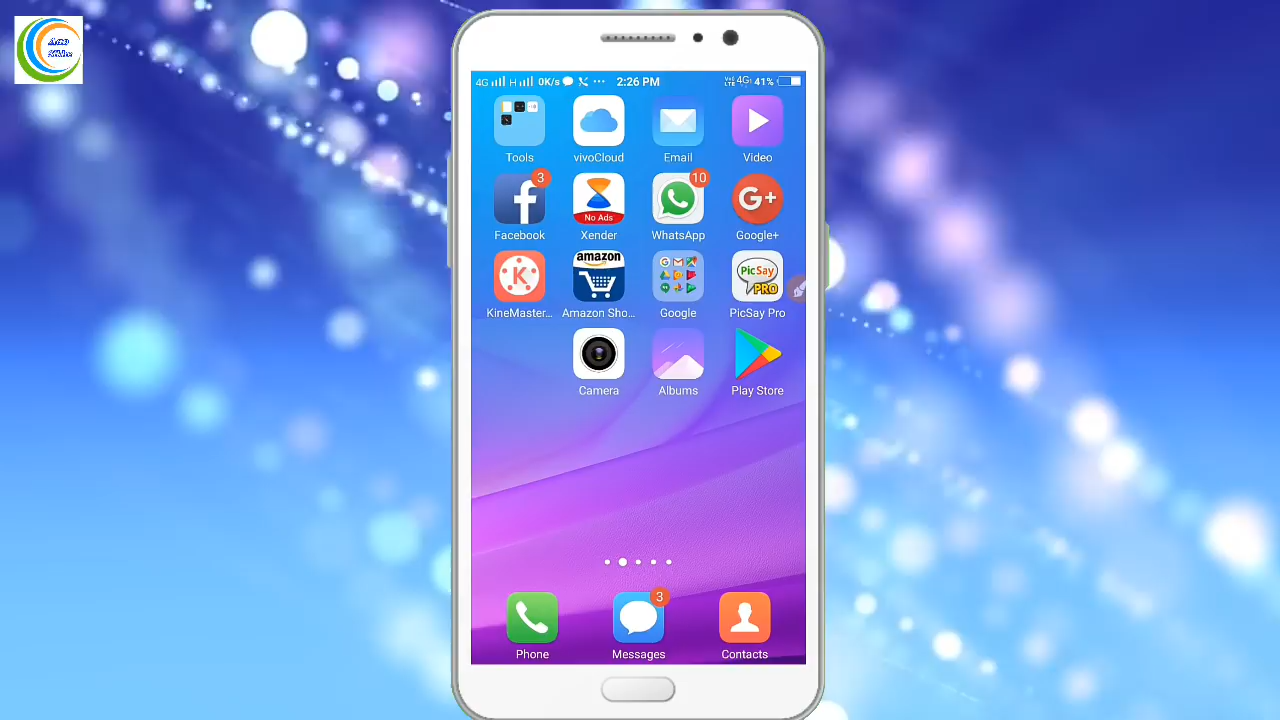 4G H 0K/s ... 2:26 PM VoLTE 4G 41%
Tools vivoCloud Email Video
3 No Ads 10 G+
Facebook Xender WhatsApp Google+
K amazon PicSay PRO
KineMaster... Amazon Sho... Google PicSay Pro
Camera Albums Play Store
3
Phone Messages Contacts